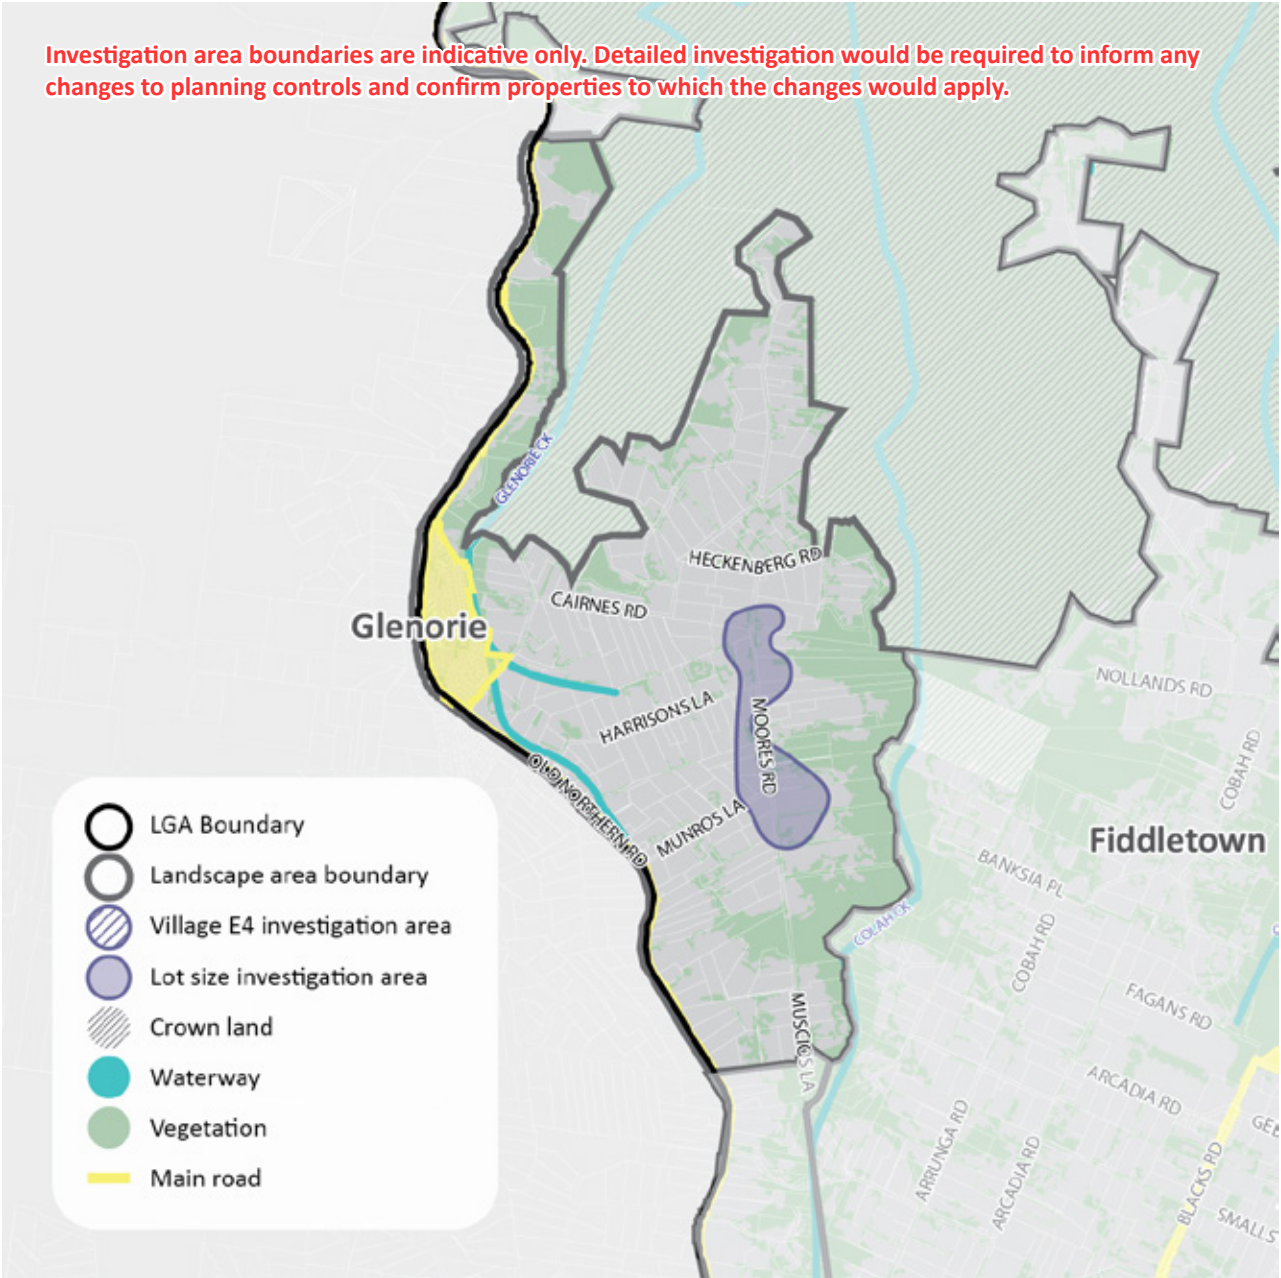 Investigation area boundaries are indicative only. Detailed investigation would be required to inform any
changes to planning controls and confirm properties to which the changes would apply.
GLENORIE CK
HECKENBERG RD
CAIRNES RD
Glenorie
NOLLANDS RD
HARRISONS LA
MOORES RD
COBAH RD
OLD NORTHERN RD
MUNROS LA
Fiddletown
BANKSIA PL
COLAH CK
COBAH RD
FAGANS RD
MUSCIOS LA
ARCADIA RD
ARRUNGA RD
ARCADIA RD
BLACKS RD
SMALLS
LGA Boundary
Landscape area boundary
Village E4 investigation area
Lot size investigation area
Crown land
Waterway
Vegetation
Main road